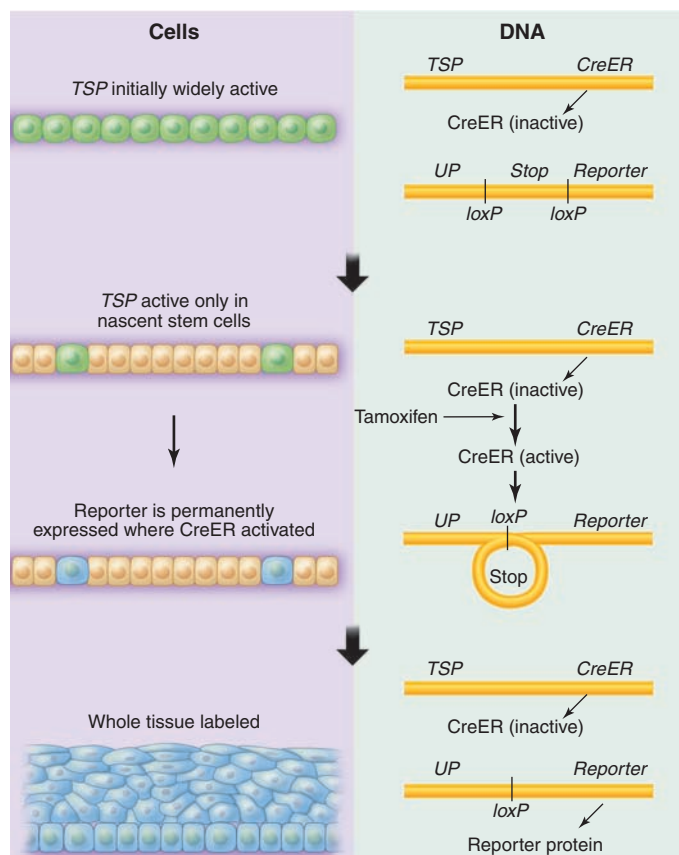 Cells
TSP initially widely active
TSP active only in
nascent stem cells
Reporter is permanently
expressed where CreER activated
Whole tissue labeled
DNA
TSP CreER
CreER (inactive)
UP Stop Reporter
loxP loxP
TSP CreER
CreER (inactive)
Tamoxifen
CreER (active)
UP loxP Reporter
Stop
TSP CreER
CreER (inactive)
UP Reporter
loxP
Reporter protein